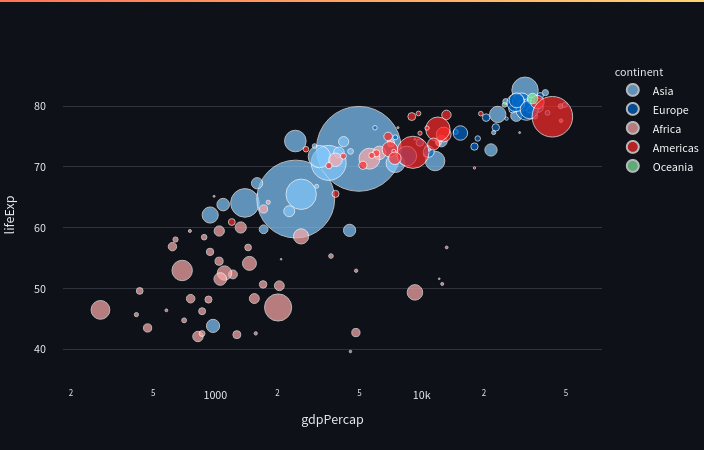 continent
Asia
Europe
Africa
Americas
Oceania
80
70
60
50
40
lifeExp
2 5 1000 2 5 10k 2 5
gdpPercap